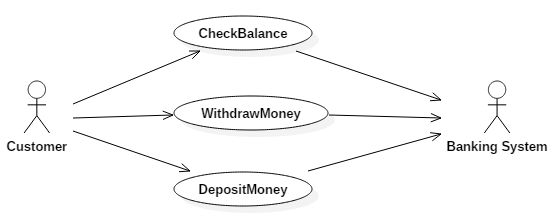 CheckBalance
WithdrawMoney
Customer
Banking System
DepositMoney